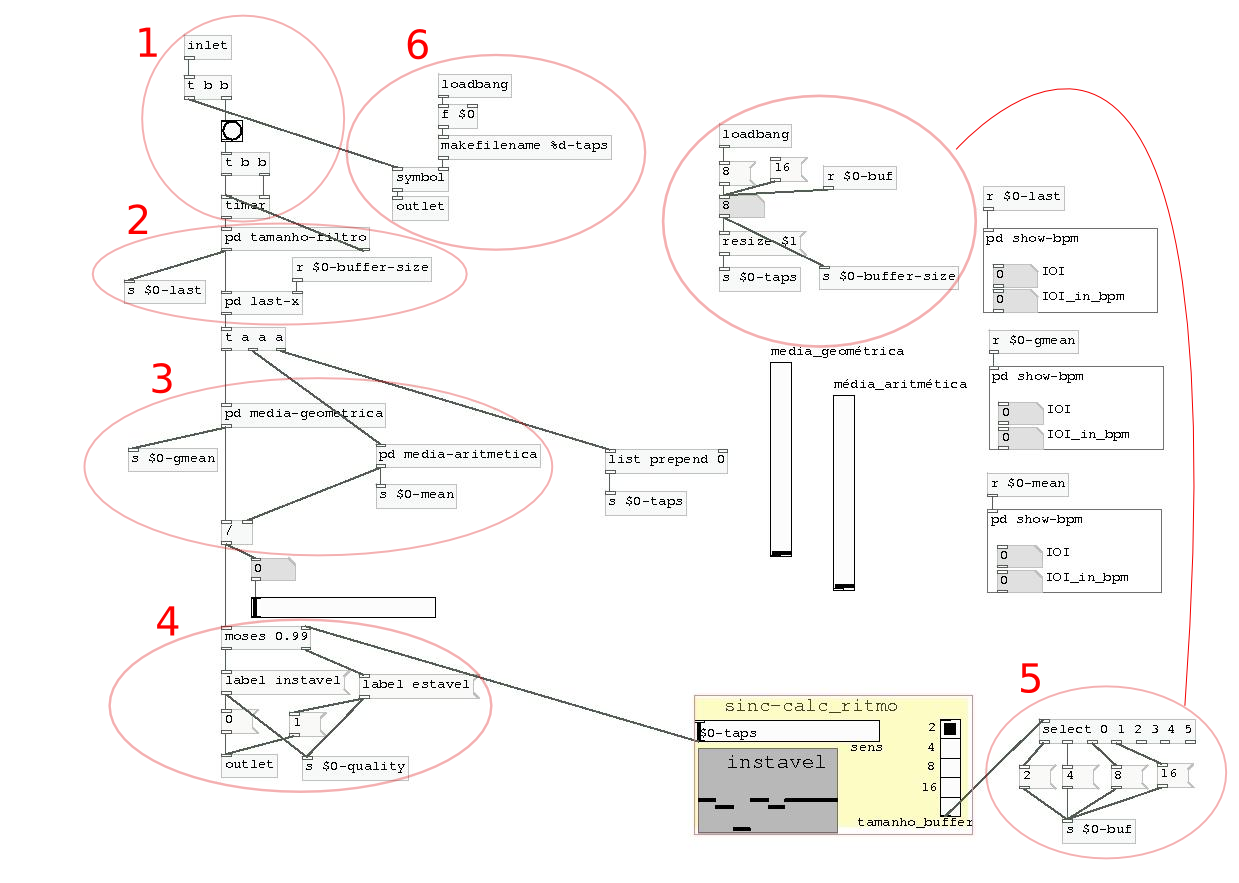 1
inlet
t b b
t b b
timer
6
loadbang
f $0
makefilename %d-taps
symbol
outlet
2
pd tamanho-filtro
r $0-buffer-size
s $0-last
pd last-x
t a a a
3
pd media-geometrica
s $0-gmean
pd media-aritmetica
s $0-mean
/
0
list prepend 0
s $0-taps
4
moses 0.99
label instavel
label estavel
0
1
outlet
s $0-quality
loadbang
8
16
r $0-buf
8
resize $1
s $0-taps
s $0-buffer-size
media_geométrica
média_aritmética
r $0-last
pd show-bpm
0 IOI
0 IOI_in_bpm
r $0-gmean
pd show-bpm
0 IOI
0 IOI_in_bpm
r $0-mean
pd show-bpm
0 IOI
0 IOI_in_bpm
sinc-calc_ritmo
$0-taps
sens
instavel
2
4
8
16
tamanho_buffer
5
select 0 1 2 3 4 5
2
4
8
16
s $0-buf